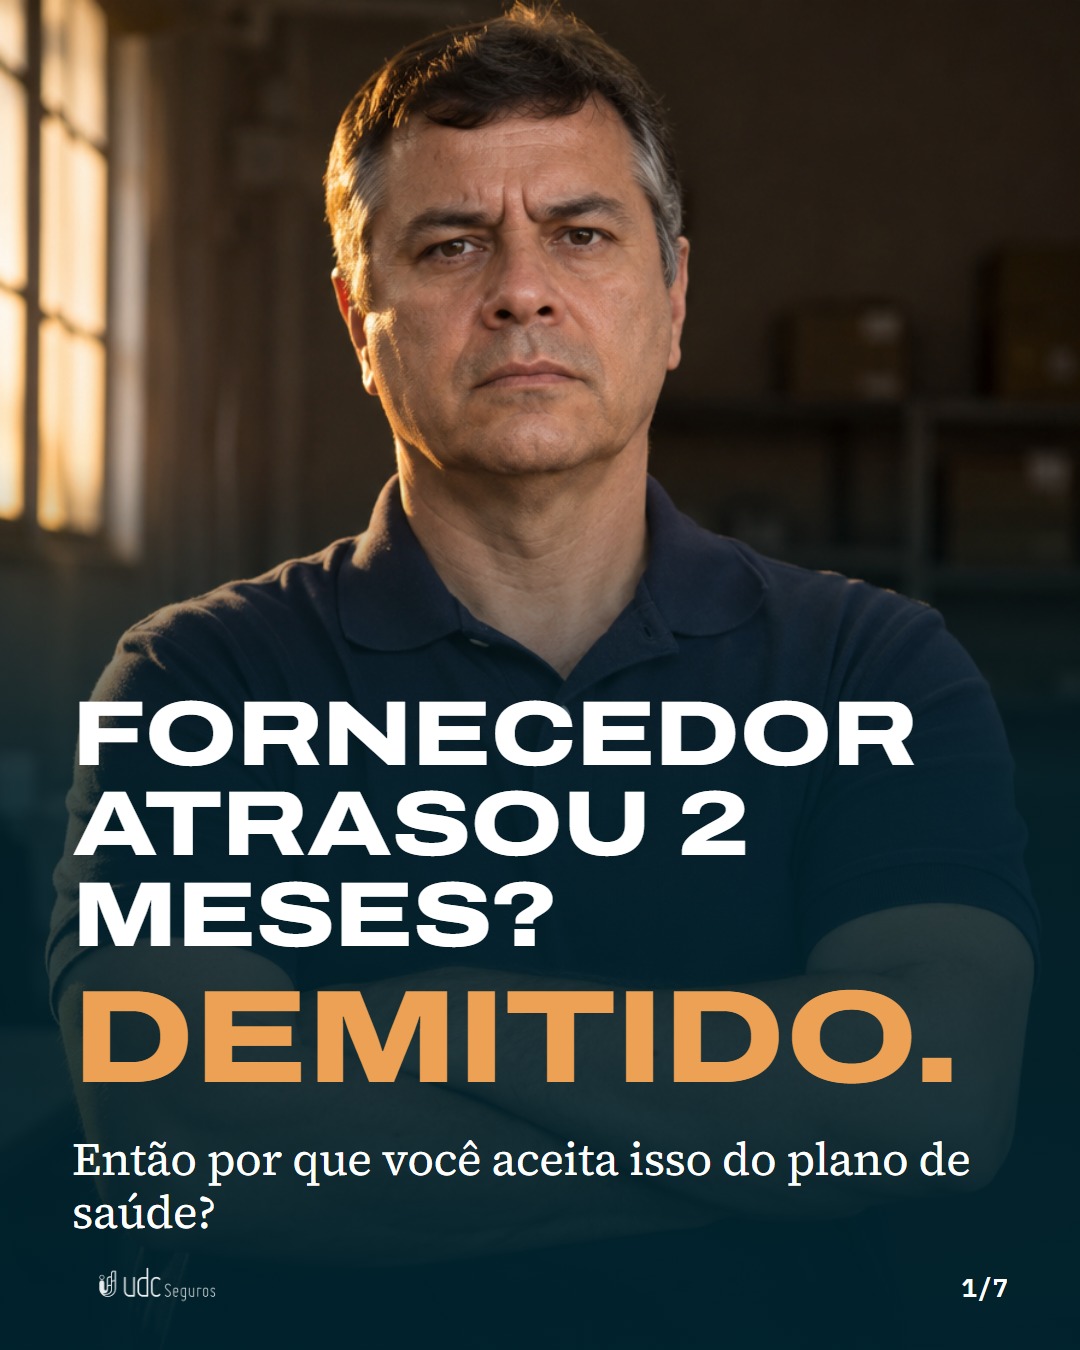 FORNECEDOR
ATRASOU 2
MESES?
DEMITIDO.
Então por que você aceita isso do plano de
saúde?
udc Seguros
1/7